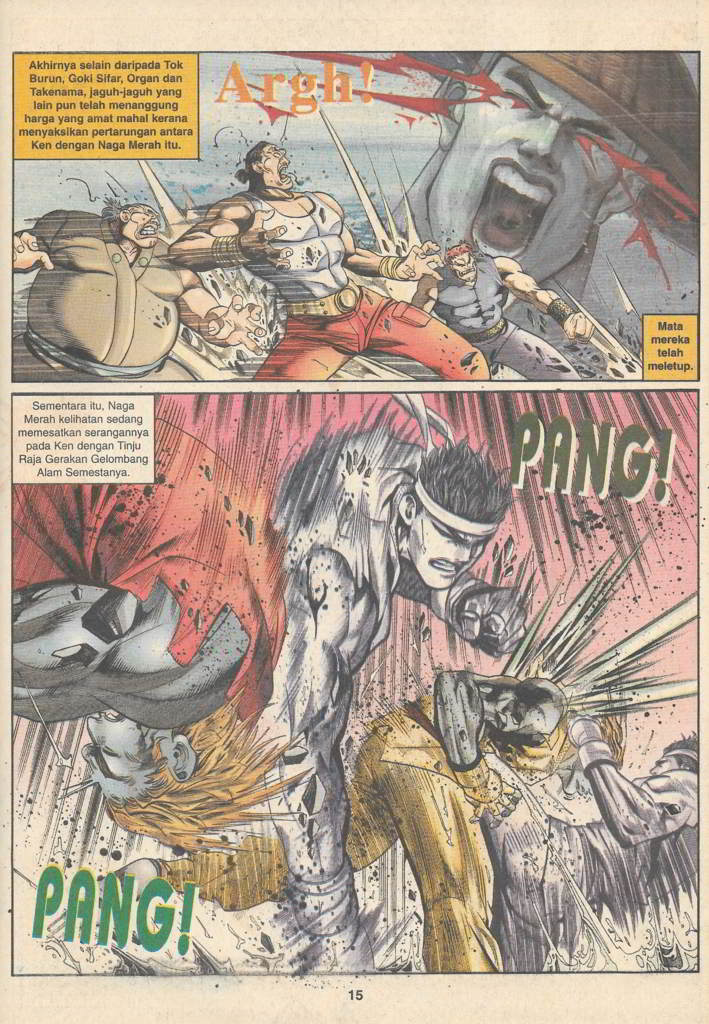 Akhirnya selain daripada Tok
Burun, Goki Sifar, Organ dan
Takenama, jaguh-jaguh yang
lain pun telah menanggung
harga yang amat mahal kerana
menyaksikan pertarungan antara
Ken dengan Naga Merah itu.
Argh!
Mata
mereka
telah
meletup.
Sementara itu, Naga
Merah kelihatan sedang
memesatkan serangannya
pada Ken dengan Tinju
Raja Gerakan Gelombang
Alam Semestanya.
PANG!
PANG!
15